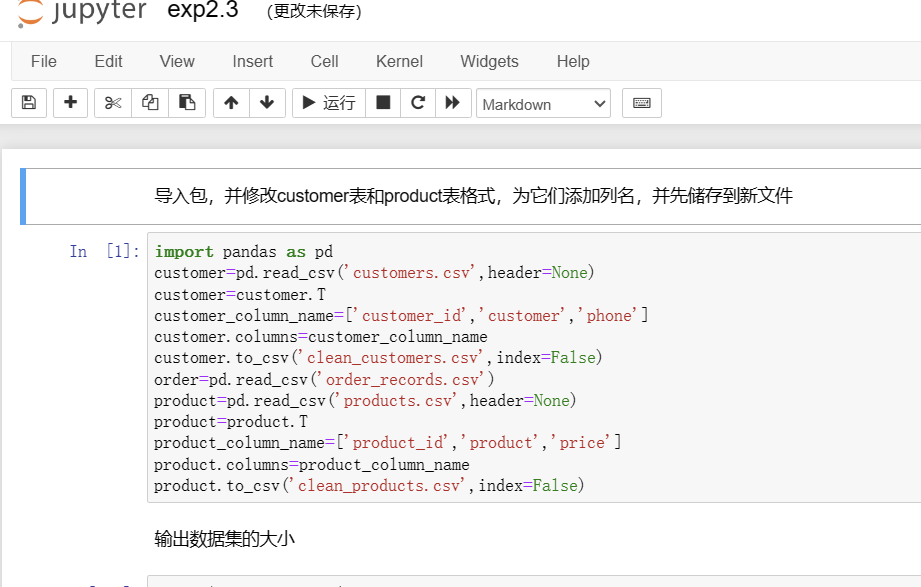 jupyter exp2.3 (更改未保存)
File Edit View Insert Cell Kernel Widgets Help
运行 Markdown
导入包，并修改customer表和product表格式，为它们添加列名，并先储存到新文件
In [1]: import pandas as pd
customer=pd.read_csv('customers.csv',header=None)
customer=customer.T
customer_column_name=['customer_id','customer','phone']
customer.columns=customer_column_name
customer.to_csv('clean_customers.csv',index=False)
order=pd.read_csv('order_records.csv')
product=pd.read_csv('products.csv',header=None)
product=product.T
product_column_name=['product_id','product','price']
product.columns=product_column_name
product.to_csv('clean_products.csv',index=False)
输出数据集的大小